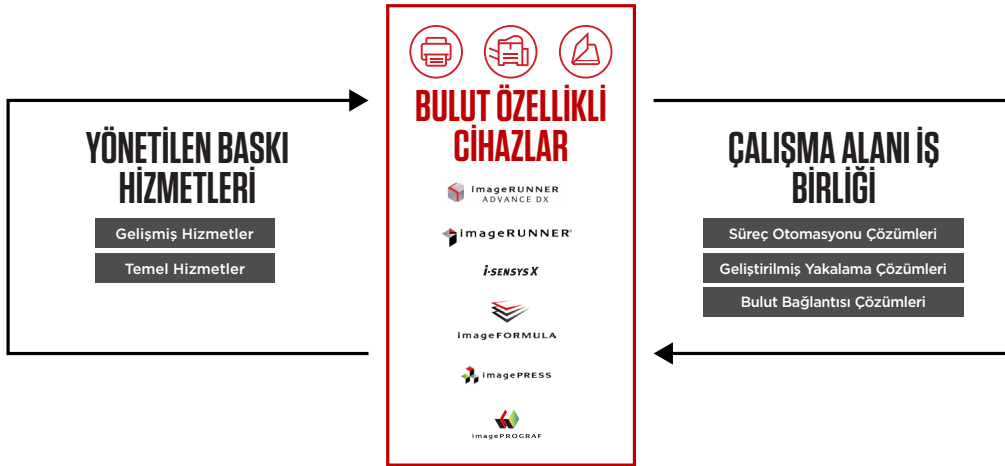 YÖNETİLEN BASKI
HİZMETLERİ
Gelişmiş Hizmetler
Temel Hizmetler
BULUT ÖZELLİKLİ
CİHAZLAR
imageRUNNER
ADVANCE DX
imageRUNNER®
i-SENSYS X
imageFORMULA
imagePRESS
imagePROGRAF
ÇALIŞMA ALANI İŞ
BİRLİĞİ
Süreç Otomasyonu Çözümleri
Geliştirilmiş Yakalama Çözümleri
Bulut Bağlantısı Çözümleri